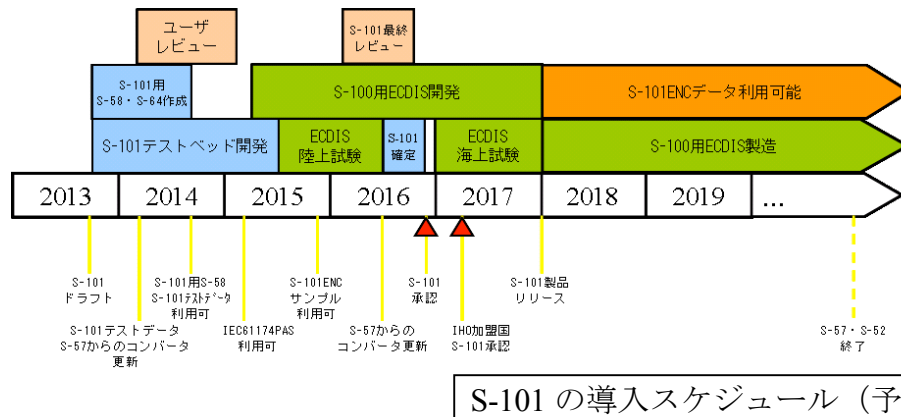 ユーザ
レビュー
S-101最終
レビュー
S-101用
S-58・S-64作成
S-100用ECDIS開発
S-101ENCデータ利用可能
S-101テストベッド開発
ECDIS
陸上試験
S-101
確定
ECDIS
海上試験
S-100用ECDIS製造
2013 2014 2015 2016 2017 2018 2019 ...
S-101
ドラフト
S-101テストデータ
S-57からのコンバータ
更新
S-101用S-58
S-101ﾃｽﾄﾃﾞｰﾀ
利用可
IEC61174PAS
利用可
S-101ENC
サンプル
利用可
S-57からの
コンバータ更新
S-101
承認
IHO加盟国
S-101承認
S-101製品
リリース
S-57・S-52
終了
S-101 の導入スケジュール（予